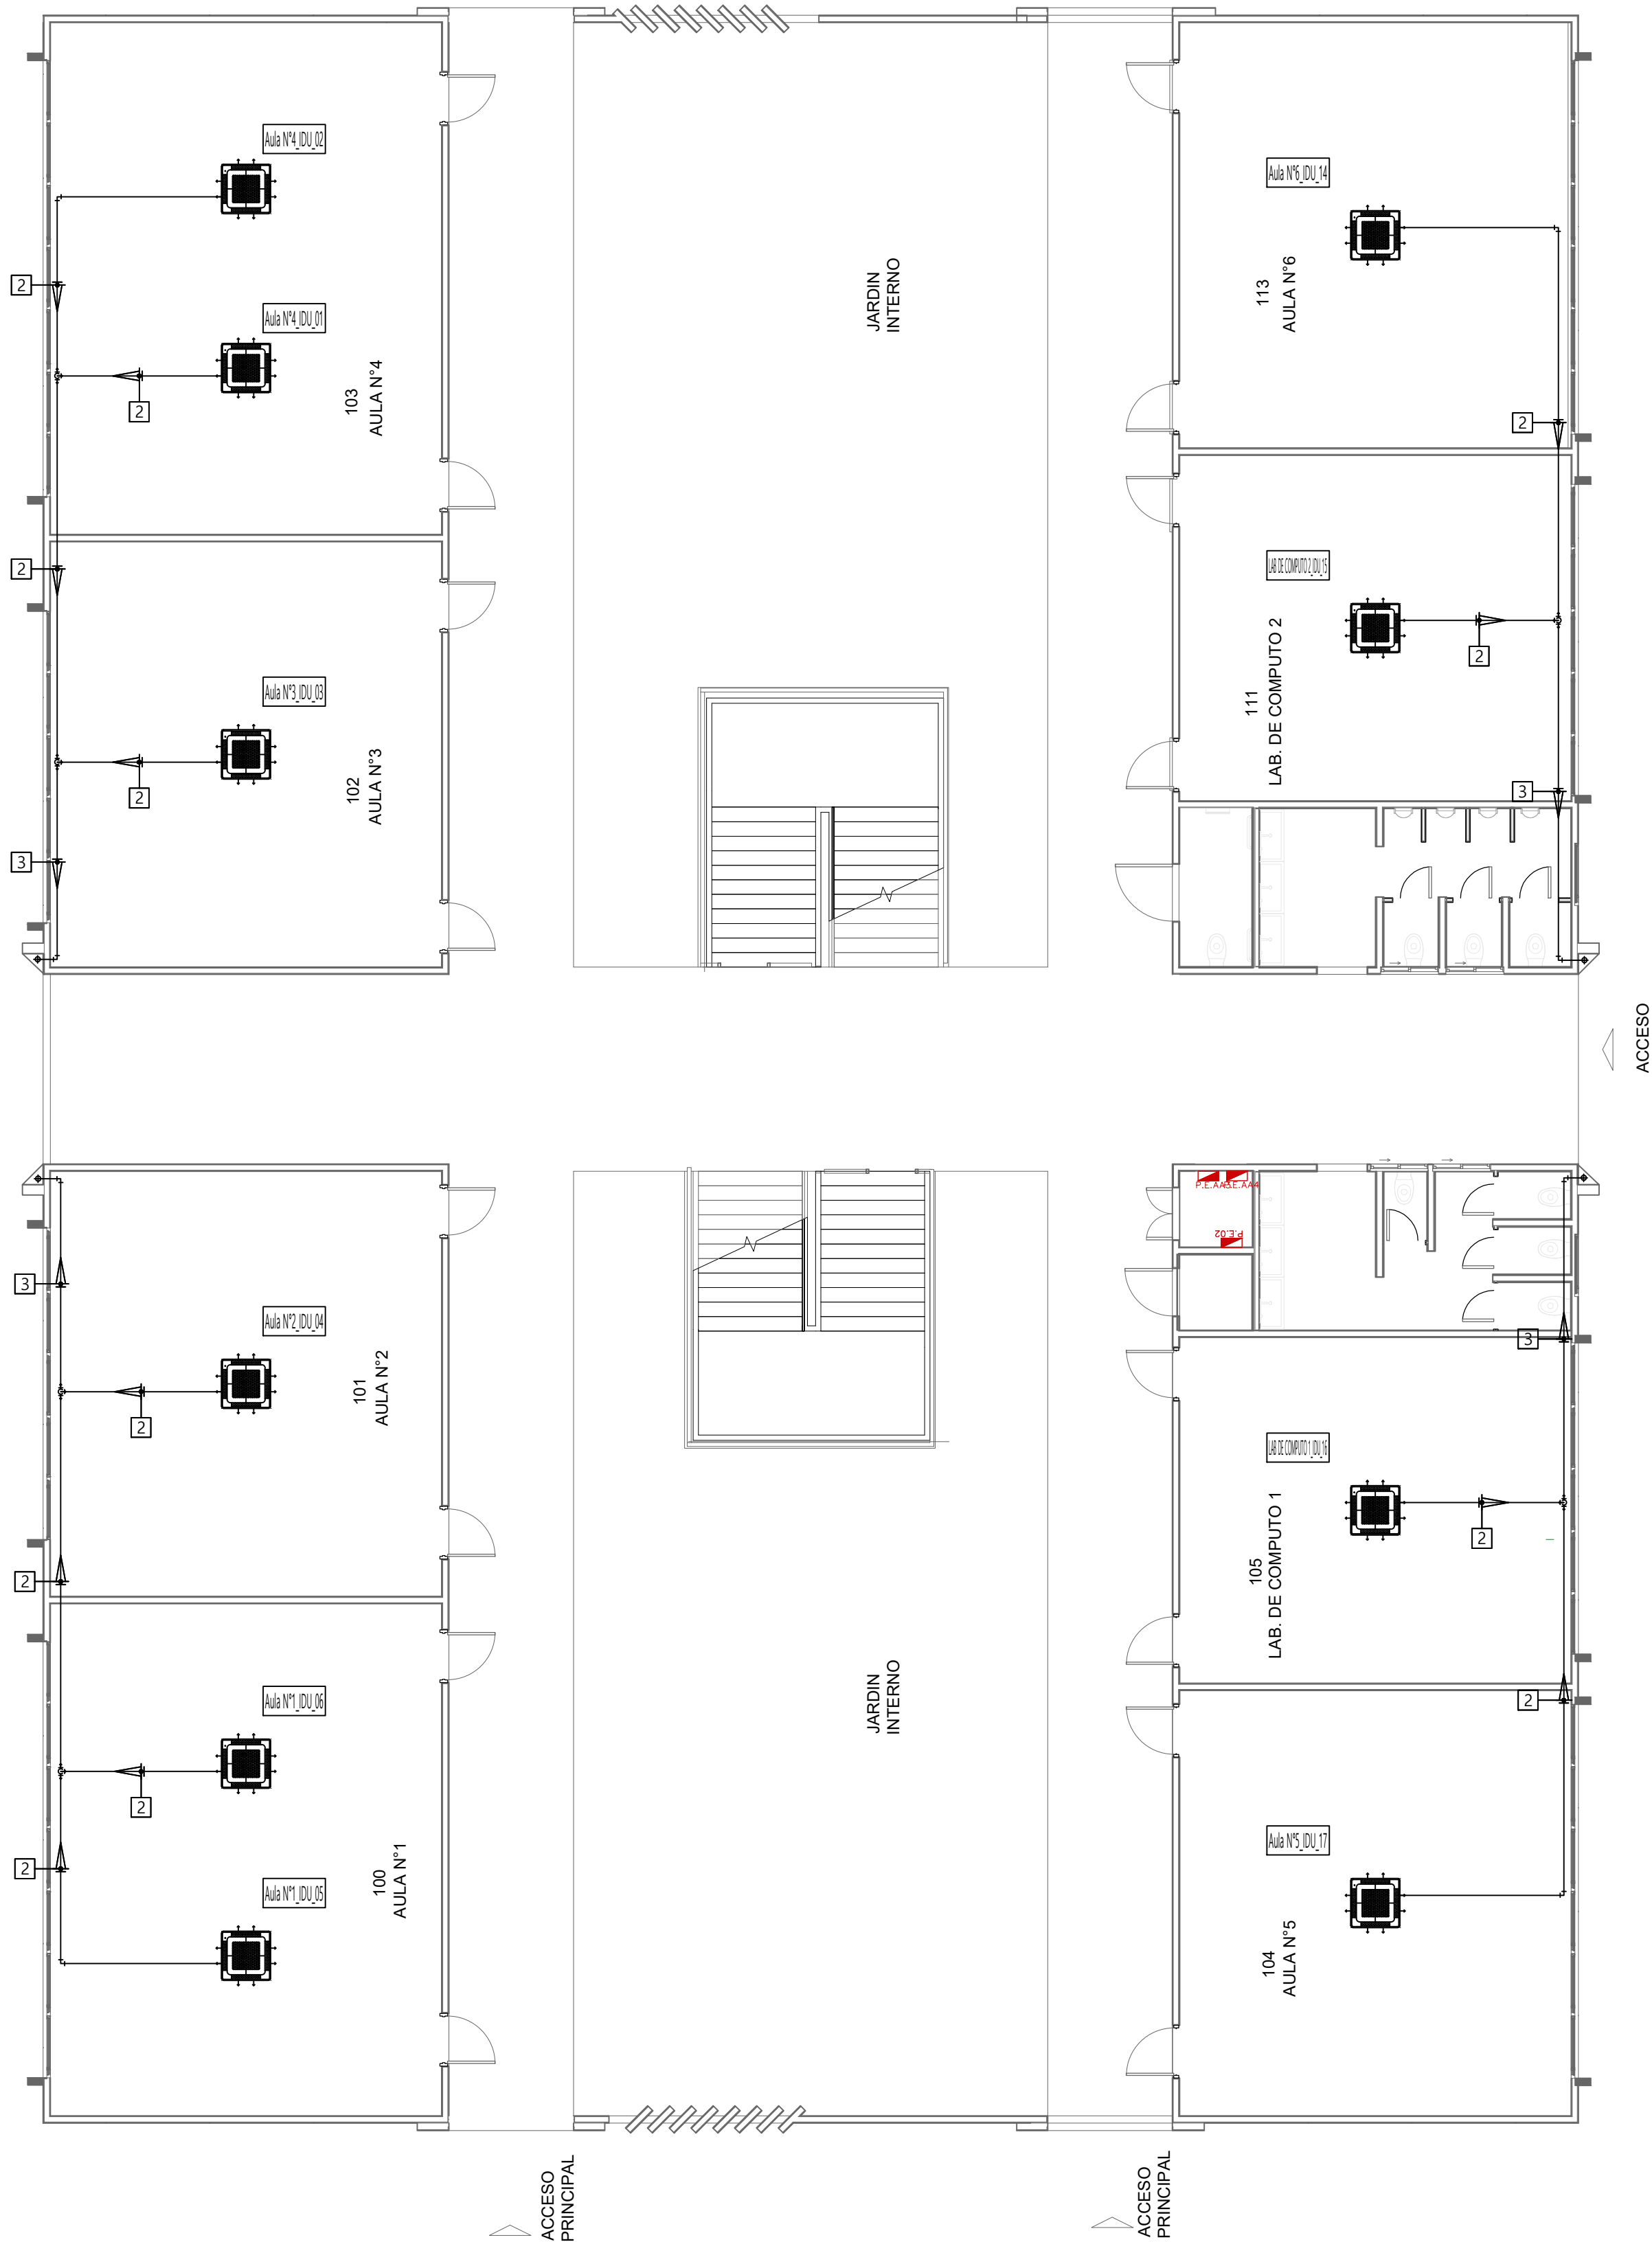 Aula N°4_IDU_02
2
Aula N°4_IDU_01
2
103
AULA N°4
2
Aula N°3_IDU_03
2
102
AULA N°3
3
JARDIN
INTERNO
Aula N°6_IDU_14
113
AULA N°6
2
LAB DE COMPUTO 2_IDU_15
2
111
LAB. DE COMPUTO 2
3
ACCESO
3
Aula N°2_IDU_04
101
AULA N°2
2
2
Aula N°1_IDU_06
2
2
Aula N°1_IDU_05
100
AULA N°1
JARDIN
INTERNO
P.E.AA3
P.E.AA4
P.E.02
3
LAB DE COMPUTO 1_IDU_16
2
105
LAB. DE COMPUTO 1
2
Aula N°5_IDU_17
104
AULA N°5
ACCESO
PRINCIPAL
ACCESO
PRINCIPAL